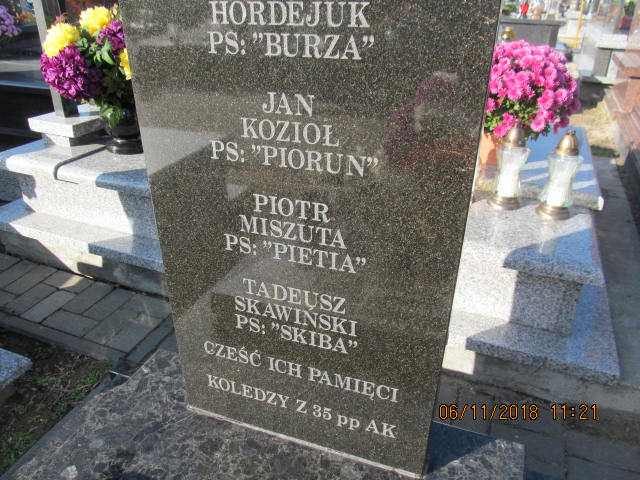 HORDEJUK
PS: "BURZA"
JAN
KOZIOŁ
PS: "PIORUN"
PIOTR
MISZUTA
PS: "PIETIA"
TADEUSZ
SKAWIŃSKI
PS: "SKIBA"
CZEŚĆ ICH PAMIĘCI
KOLEDZY Z 35 pp AK
06/11/2018 11:21